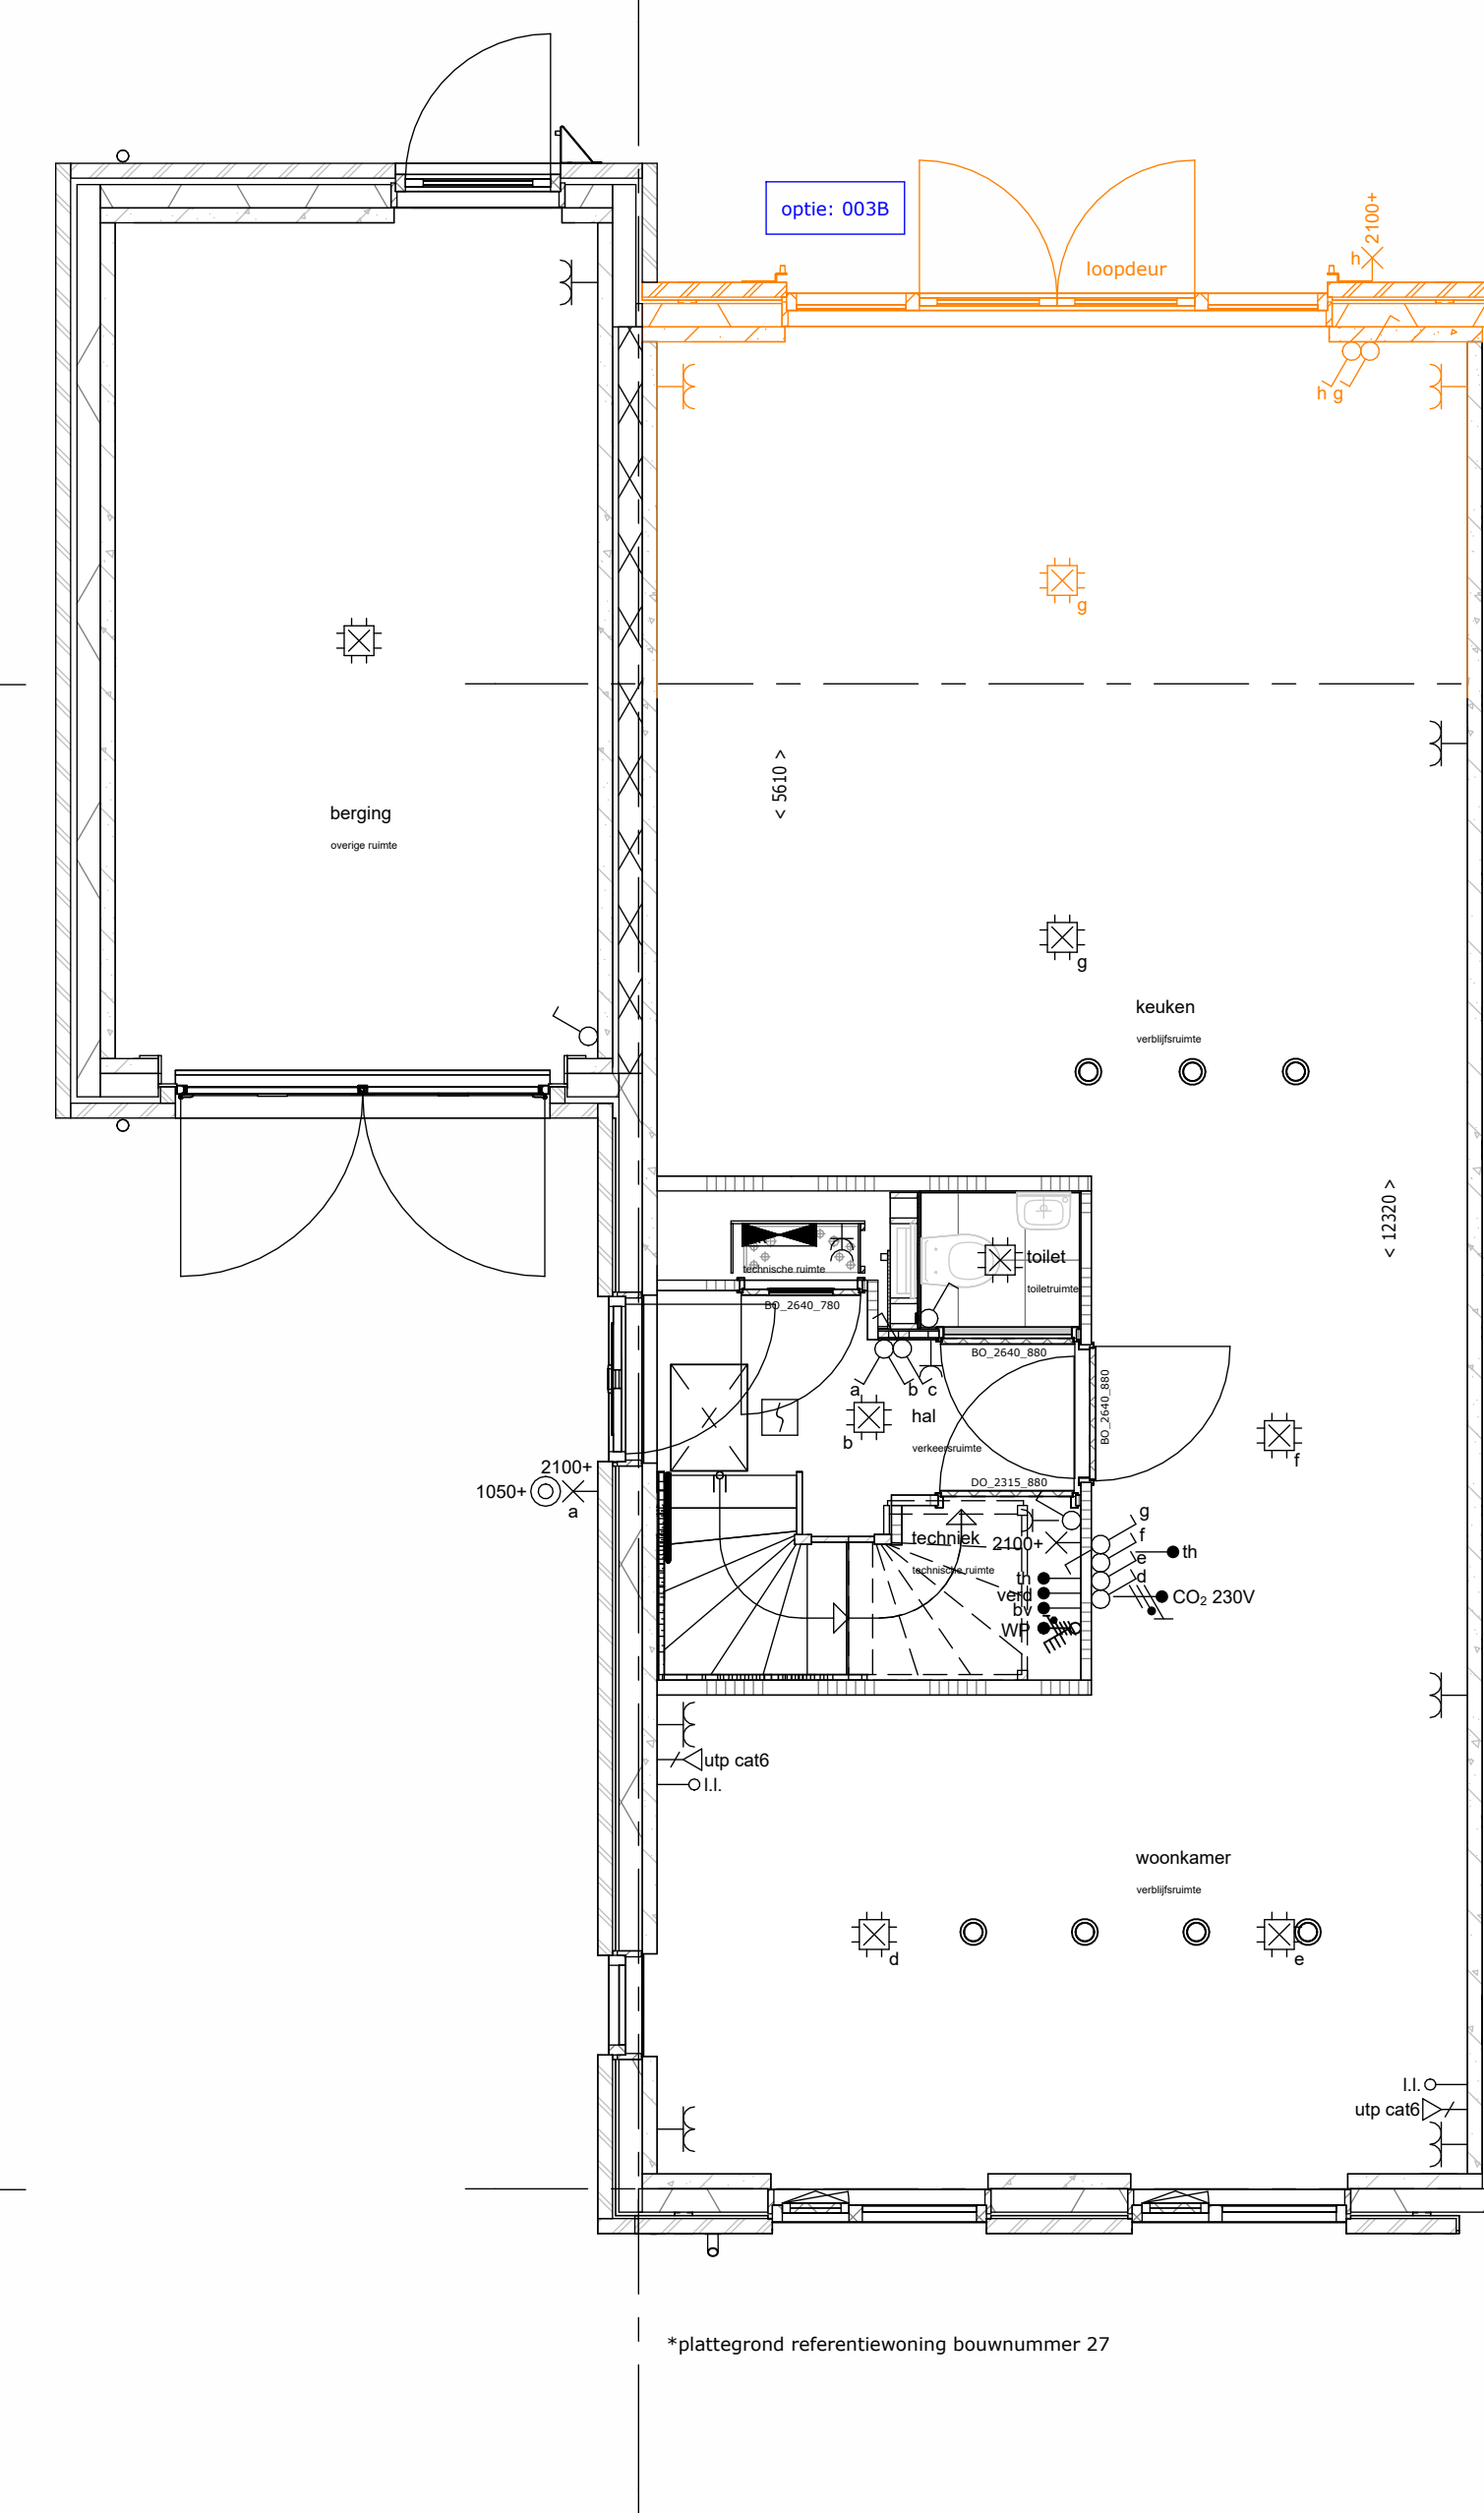 optie: 003B
loopdeur
h
2100+
h g
g
< 5610 >
berging
overige ruimte
g
keuken
verblijfsruimte
< 12320 >
technische ruimte
BO_2640_780
toilet
toiletruimte
BO_2640_880
BO_2640_880
a
b c
hal
b
verkeersruimte
f
2100+
1050+
a
DO_2315_880
techniek
2100+
technische ruimte
g
f
e
d
th
th
verd
bv
WP
CO₂ 230V
utp cat6
l.l.
woonkamer
verblijfsruimte
d
e
l.l.
utp cat6
*plattegrond referentiewoning bouwnummer 27